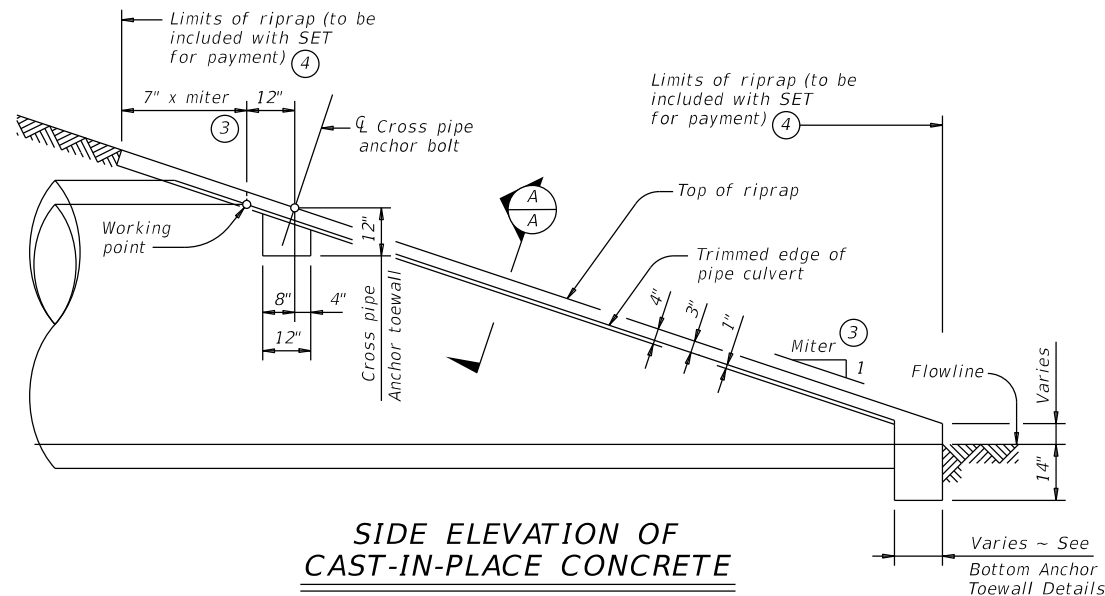 Limits of riprap (to be
included with SET
for payment) 4
7" x miter
12"
3
℄ Cross pipe
anchor bolt
Limits of riprap (to be
included with SET
for payment) 4
Working
point
12"
Cross pipe
Anchor toewall
8"
4"
12"
A
A
Top of riprap
Trimmed edge of
pipe culvert
4"
3"
1"
Miter 3
1
Flowline
Varies
14"
Varies ~ See
Bottom Anchor
Toewall Details
SIDE ELEVATION OF
CAST-IN-PLACE CONCRETE